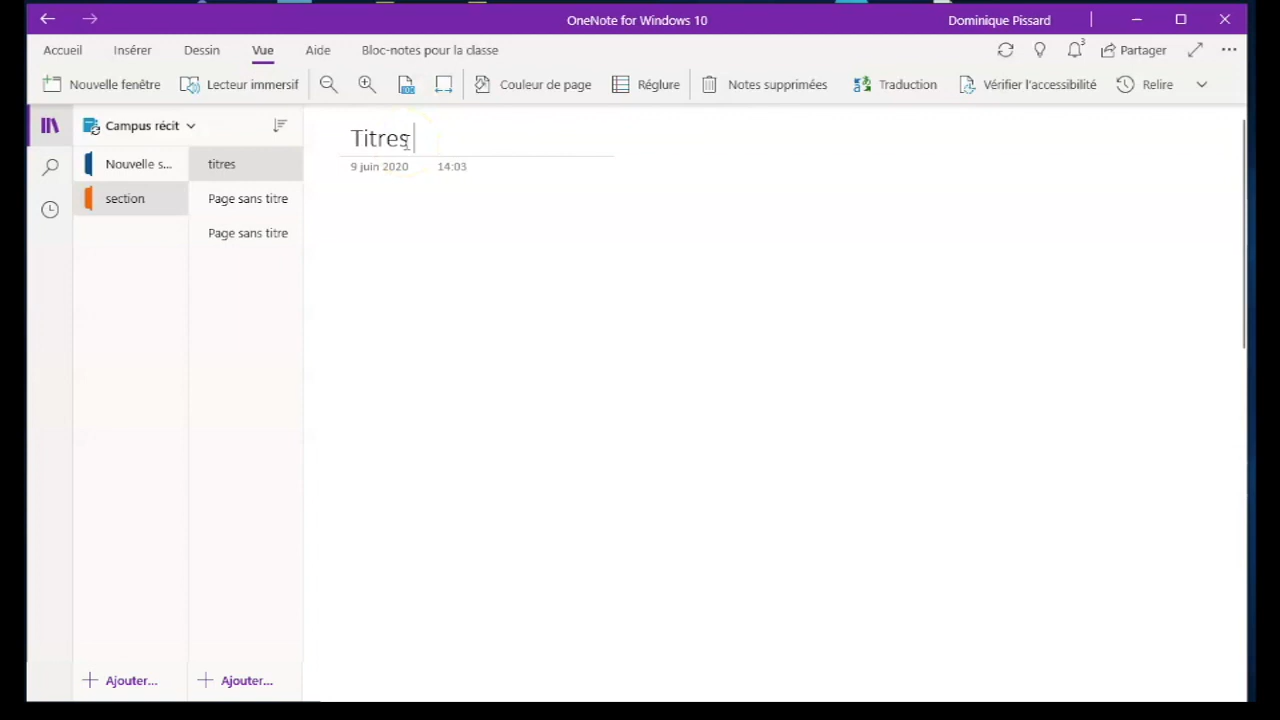 OneNote for Windows 10
Dominique Pissard
Accueil Insérer Dessin Vue Aide Bloc-notes pour la classe
3
Partager
Nouvelle fenêtre Lecteur immersif 100 Couleur de page Réglure Notes supprimées Traduction Vérifier l'accessibilité Relire
Campus récit
Nouvelle s...
section
titres
Page sans titre
Page sans titre
Titres
9 juin 2020 14:03
Ajouter... Ajouter...